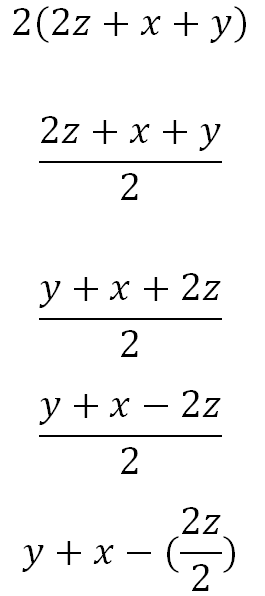 2(2z + x + y)
2z + x + y
2
y + x + 2z
2
y + x − 2z
2
y + x − (2z/2)